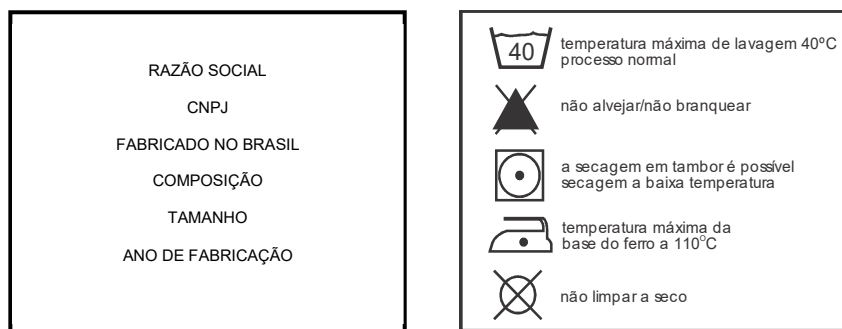 RAZÃO SOCIAL
CNPJ
FABRICADO NO BRASIL
COMPOSIÇÃO
TAMANHO
ANO DE FABRICAÇÃO
40
temperatura máxima de lavagem 40ºC
processo normal
não alvejar/não branquear
a secagem em tambor é possível
secagem a baixa temperatura
temperatura máxima da
base do ferro a 110°C
não limpar a seco